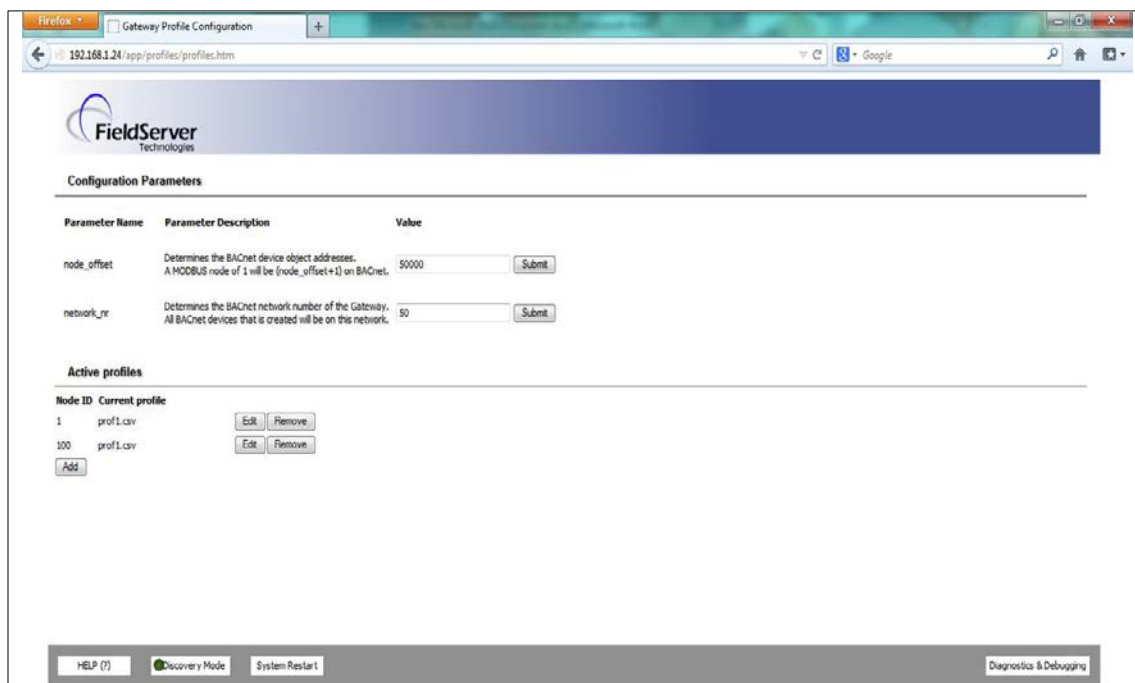 Firefox
Gateway Profile Configuration
192.168.1.24/app/profiles/profiles.htm
Google
FieldServer
Technologies
Configuration Parameters
Parameter Name Parameter Description Value
node_offset
Determines the BACnet device object addresses.
A MODBUS node of 1 will be (node_offset+1) on BACnet.
50000
Submit
network_nr
Determines the BACnet network number of the Gateway.
All BACnet devices that is created will be on this network.
50
Submit
Active profiles
Node ID Current profile
1 prof1.csv Edit Remove
100 prof1.csv Edit Remove
Add
HELP (?) Discovery Mode System Restart Diagnostics & Debugging